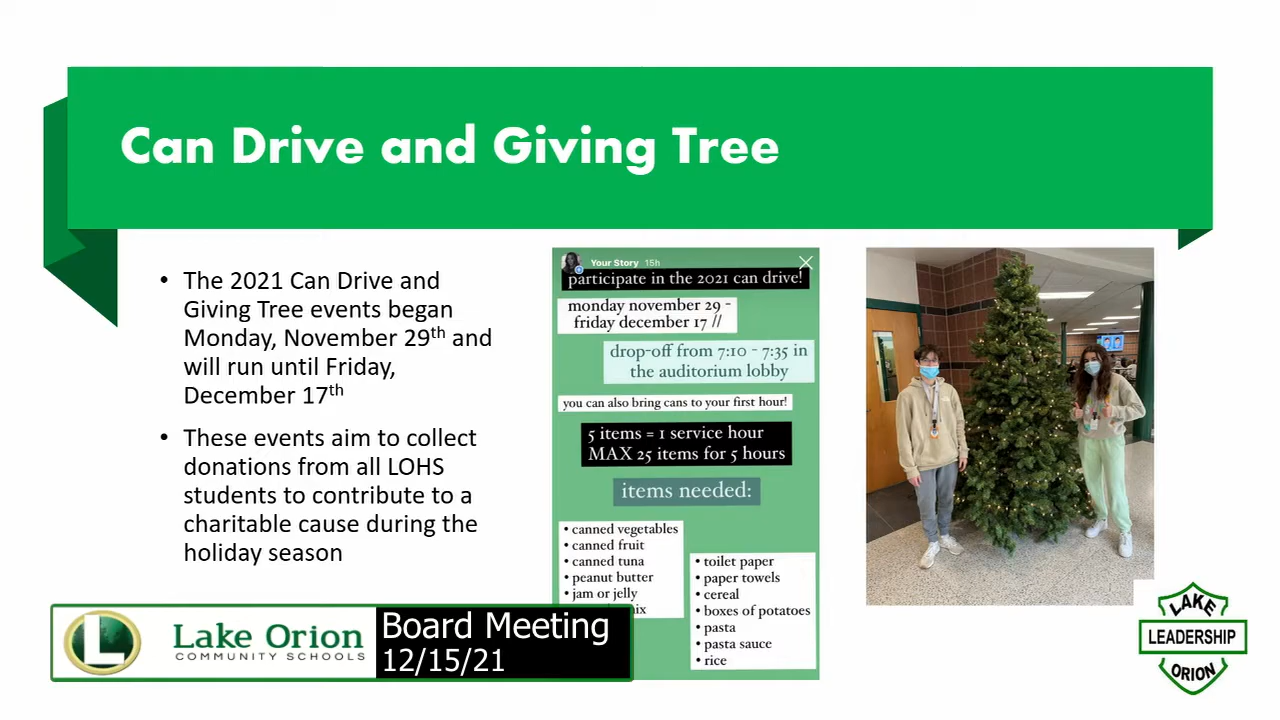 Can Drive and Giving Tree
• The 2021 Can Drive and
Giving Tree events began
Monday, November 29th and
will run until Friday,
December 17th
• These events aim to collect
donations from all LOHS
students to contribute to a
charitable cause during the
holiday season
Your Story 15h
participate in the 2021 can drive!
monday november 29 -
friday december 17 //
drop-off from 7:10 - 7:35 in
the auditorium lobby
you can also bring cans to your first hour!
5 items = 1 service hour
MAX 25 items for 5 hours
items needed:
• canned vegetables
• canned fruit
• canned tuna
• peanut butter
• jam or jelly
• toilet paper
• paper towels
• cereal
• boxes of potatoes
• pasta
• pasta sauce
• rice
L
Lake Orion
COMMUNITY SCHOOLS
Board Meeting
12/15/21
LAKE
LEADERSHIP
ORION